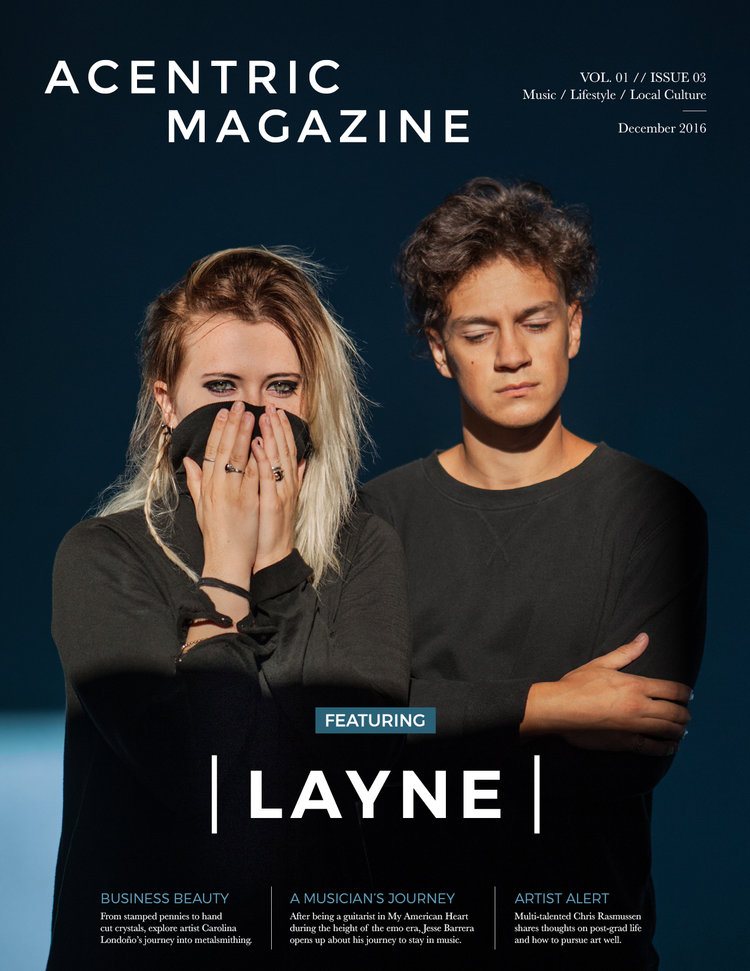 ACENTRIC
MAGAZINE
VOL. 01 // ISSUE 03
Music / Lifestyle / Local Culture
December 2016
FEATURING
| LAYNE |
BUSINESS BEAUTY
From stamped pennies to hand
cut crystals, explore artist Carolina
Londoño’s journey into metalsmithing.
A MUSICIAN’S JOURNEY
After being a guitarist in My American Heart
during the height of the emo era, Jesse Barrera
opens up about his journey to stay in music.
ARTIST ALERT
Multi-talented Chris Rasmussen
shares thoughts on post-grad life
and how to pursue art well.